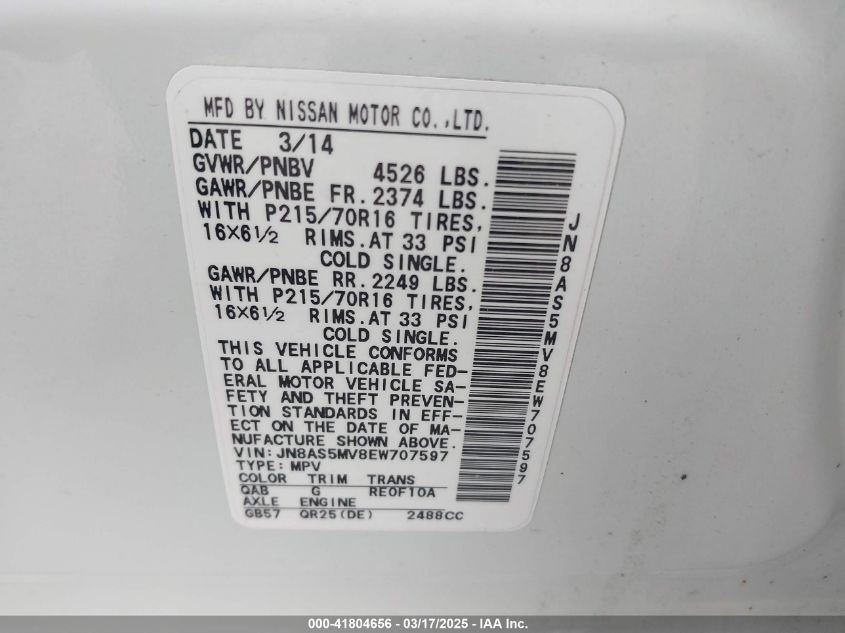 MFD BY NISSAN MOTOR CO.,LTD.
DATE 3/14
GVWR/PNBV 4526 LBS.
GAWR/PNBE FR. 2374 LBS.
WITH P215/70R16 TIRES,
16X6½ RIMS. AT 33 PSI
COLD SINGLE.
GAWR/PNBE RR. 2249 LBS.
WITH P215/70R16 TIRES,
16X6½ RIMS. AT 33 PSI
COLD SINGLE.
THIS VEHICLE CONFORMS
TO ALL APPLICABLE FED-
ERAL MOTOR VEHICLE SA-
FETY AND THEFT PREVEN-
TION STANDARDS IN EFF-
ECT ON THE DATE OF MA-
NUFACTURE SHOWN ABOVE.
VIN: JN8AS5MV8EW707597
TYPE: MPV
COLOR TRIM TRANS
QAB G RE0F10A
AXLE ENGINE
GB57 QR25(DE) 2488CC
JN8AS5MV8EW707597
000-41804656 - 03/17/2025 - IAA Inc.